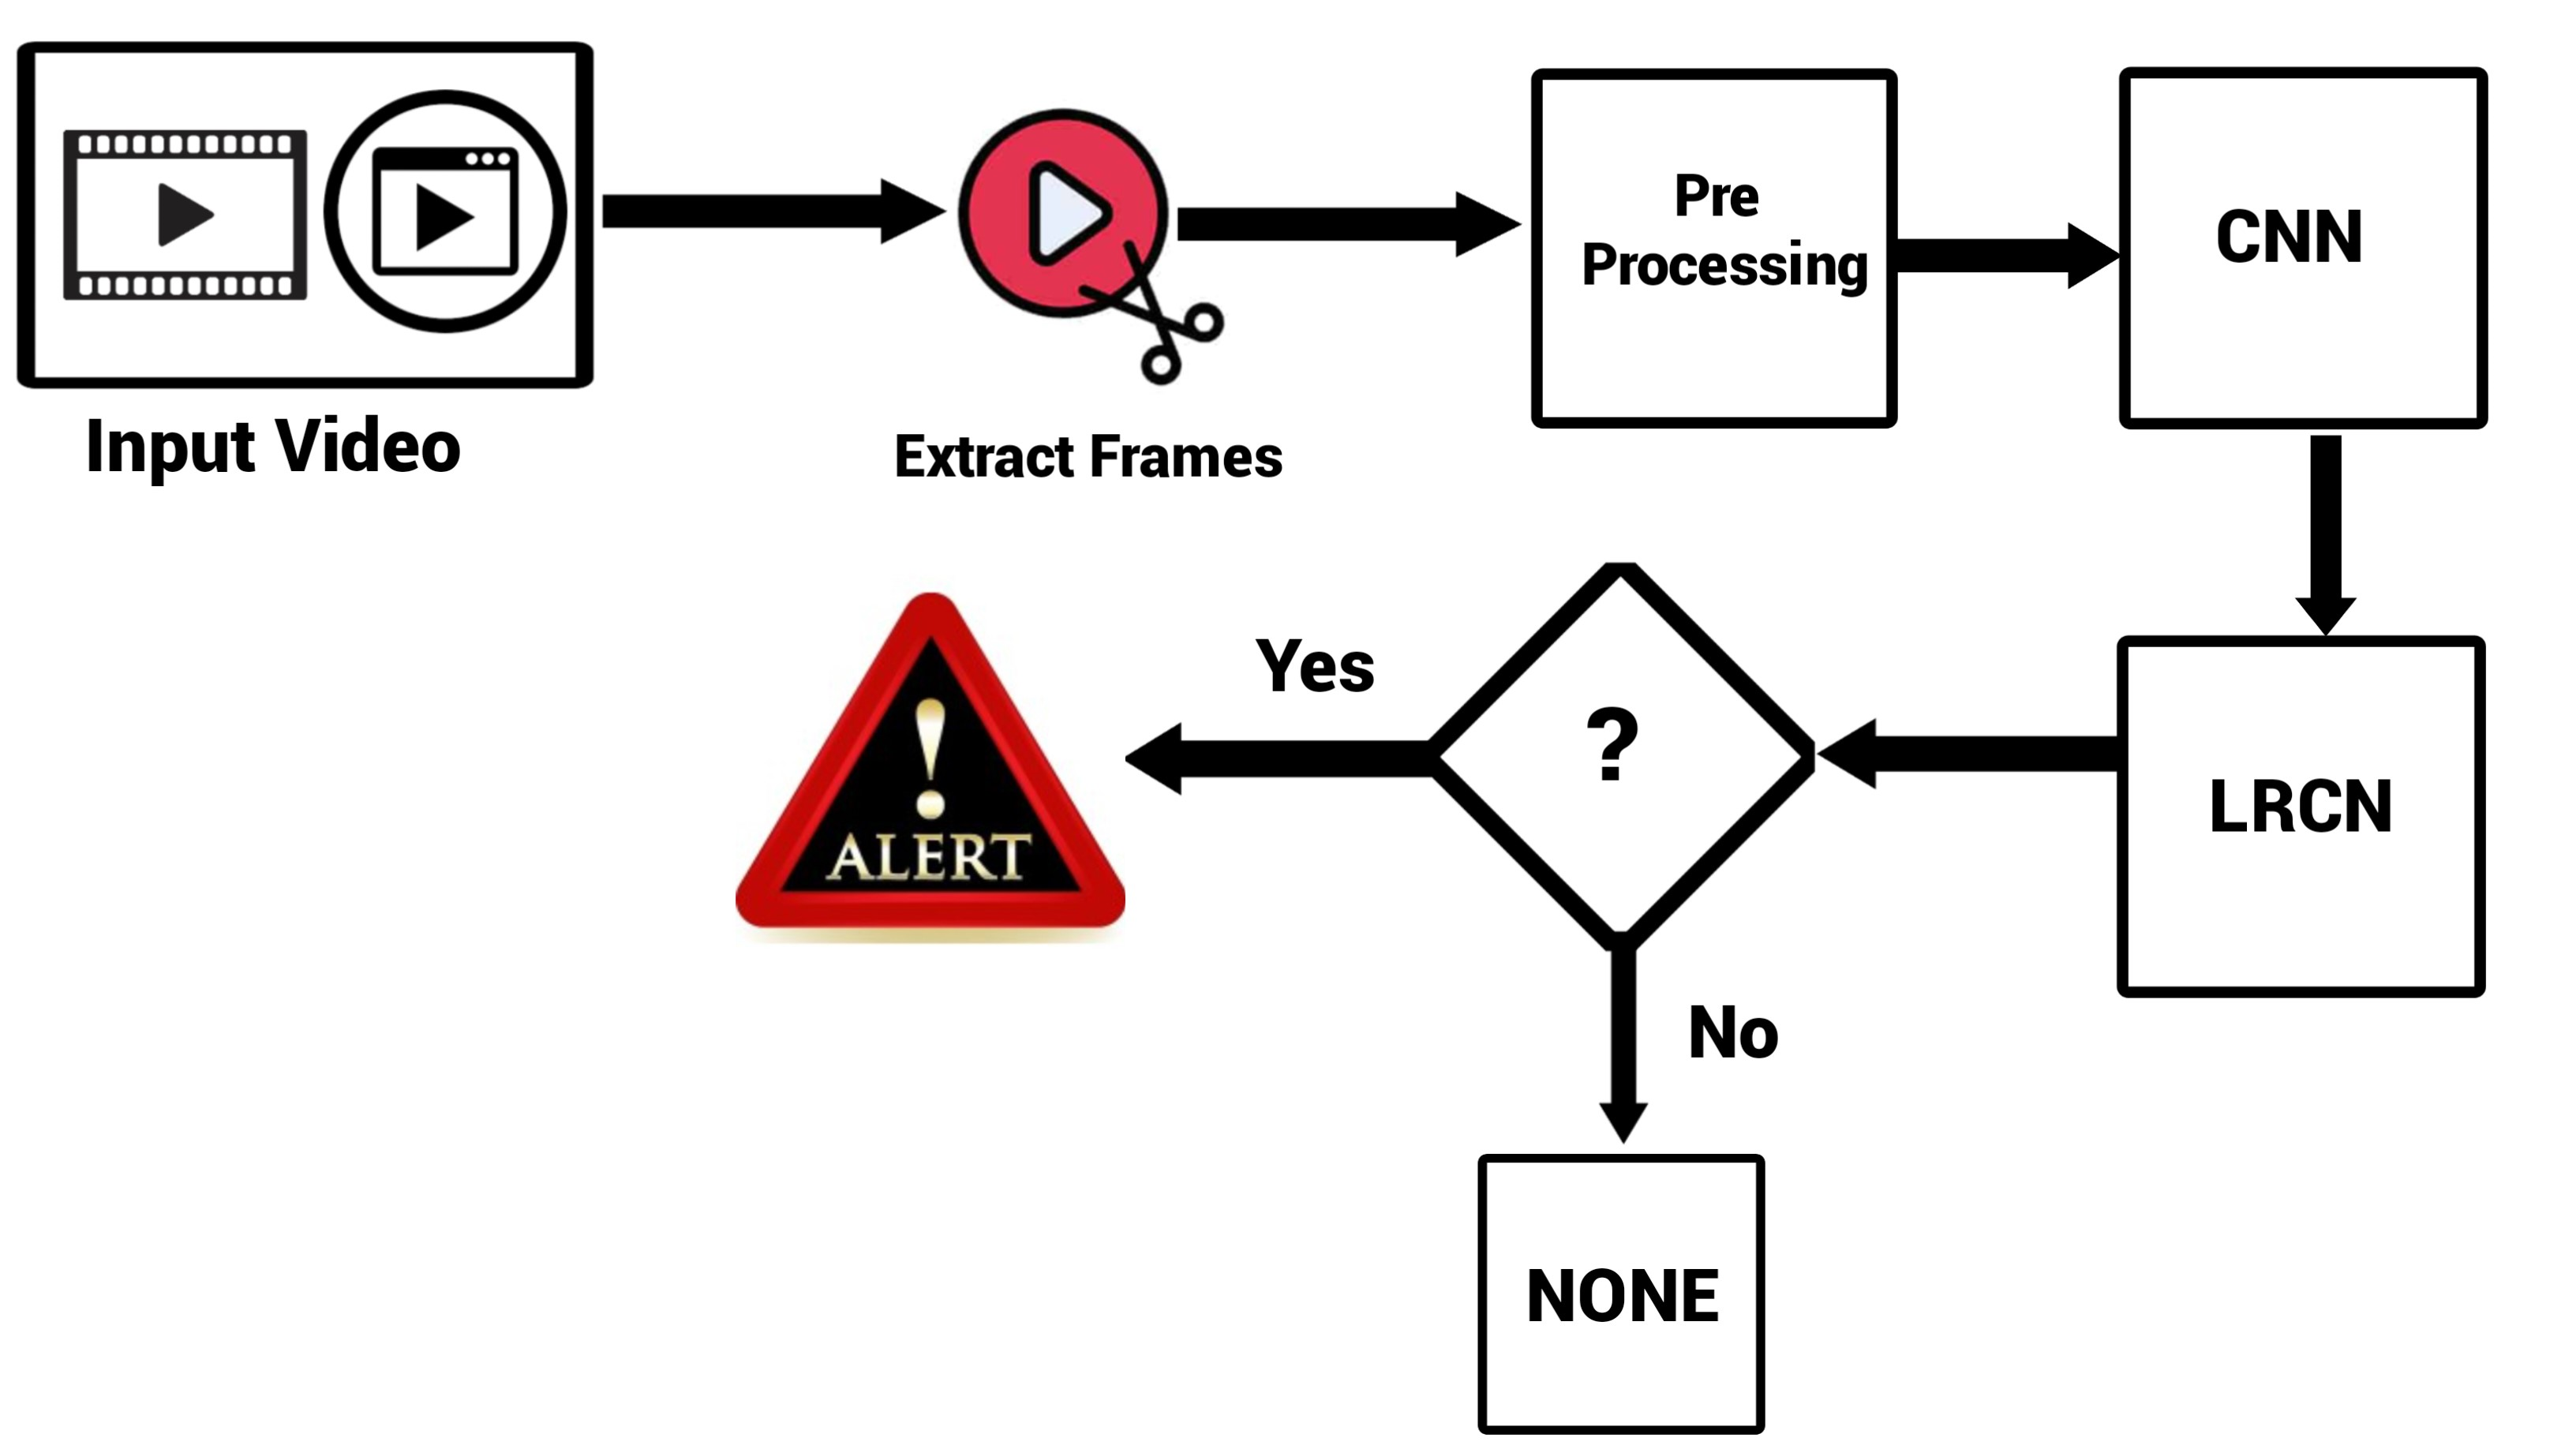 Input Video
Extract Frames
Pre
Processing
CNN
LRCN
?
Yes
!
ALERT
No
NONE